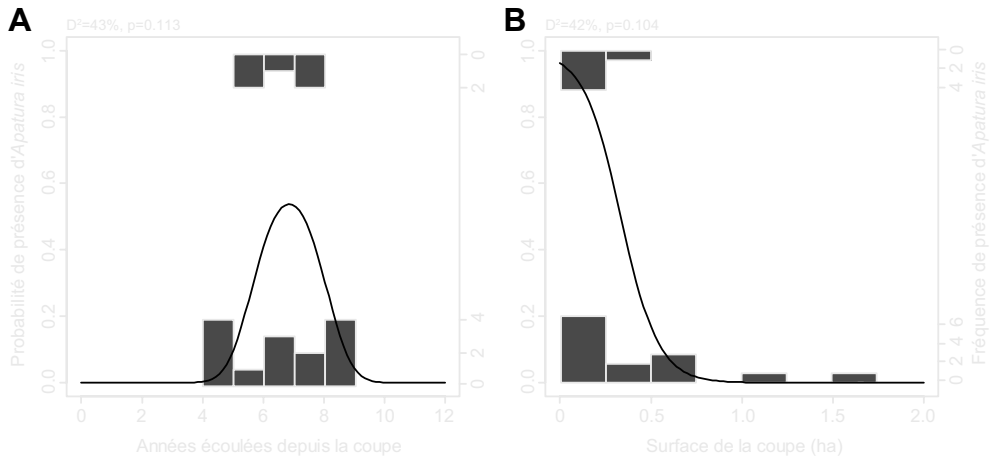 A
B
D²=43%, p=0.113
D²=42%, p=0.104
Probabilité de présence d'Apatura iris
0.0 0.2 0.4 0.6 0.8 1.0
0 2
4 2 0
0 2 4 6 8 10 12
Années écoulées depuis la coupe
0.0 0.2 0.4 0.6 0.8 1.0
4 2 0
0 2 4 6
0.0 0.5 1.0 1.5 2.0
Surface de la coupe (ha)
Fréquence de présence d'Apatura iris